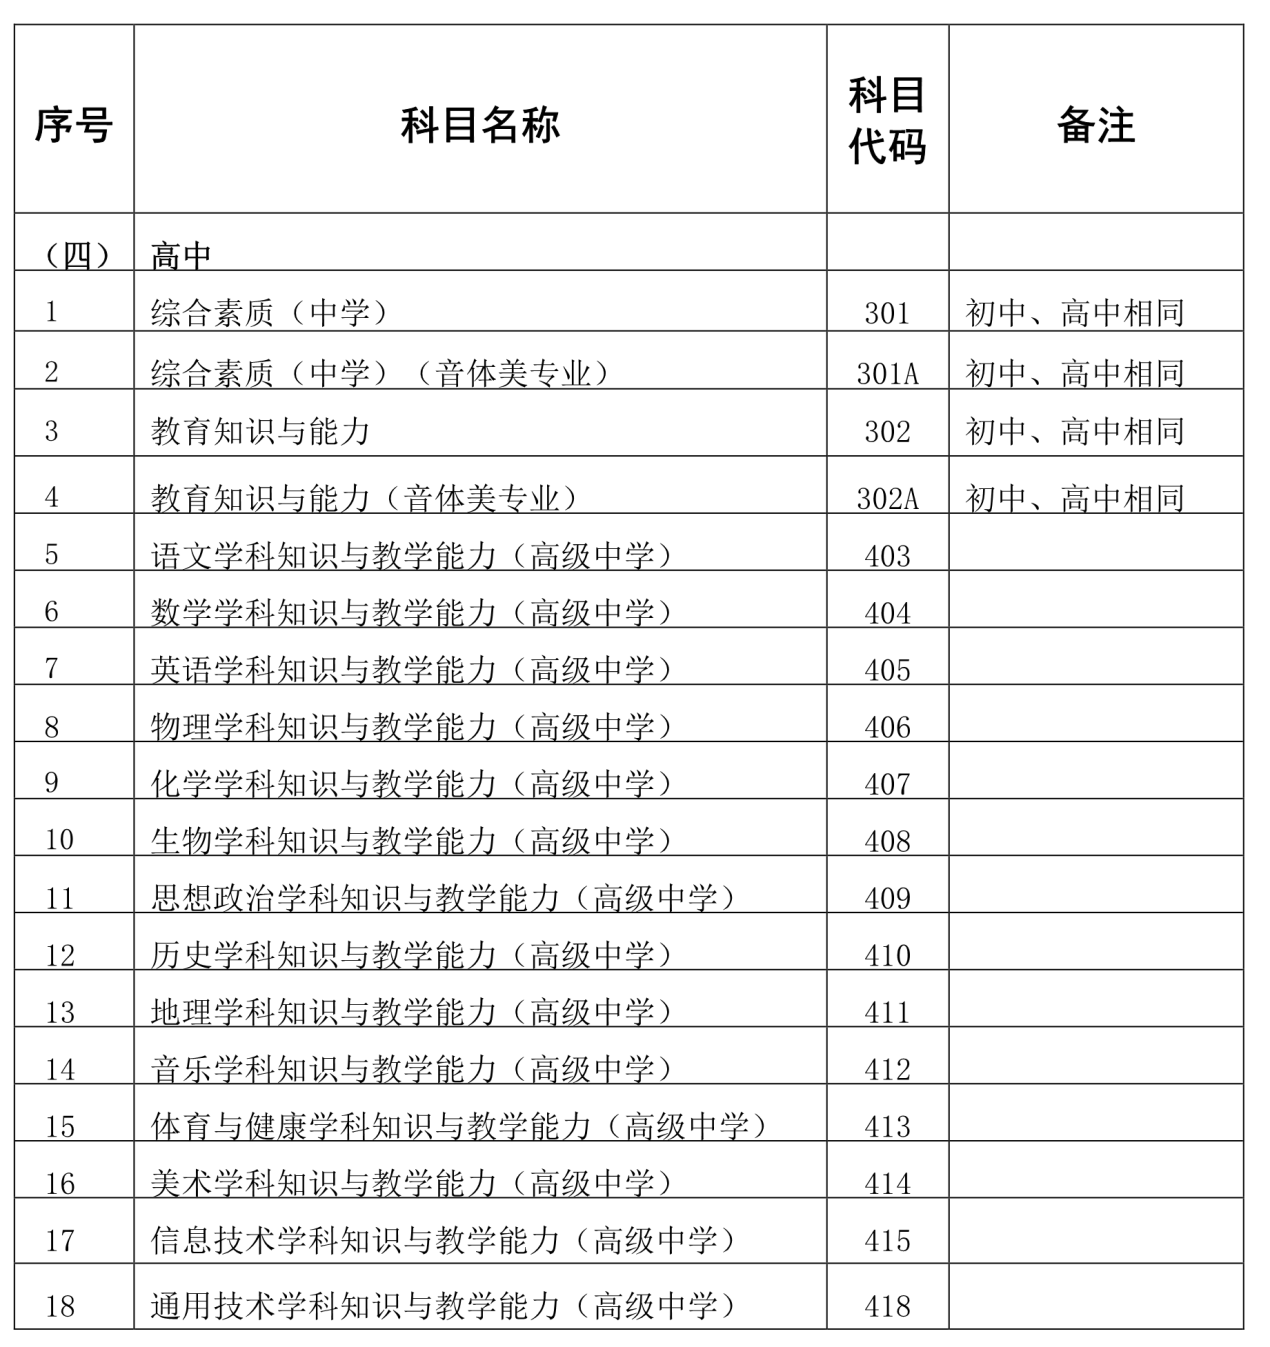 序号 科目名称 科目代码 备注
（四） 高中
1 综合素质（中学） 301 初中、高中相同
2 综合素质（中学）（音体美专业） 301A 初中、高中相同
3 教育知识与能力 302 初中、高中相同
4 教育知识与能力（音体美专业） 302A 初中、高中相同
5 语文学科知识与教学能力（高级中学） 403
6 数学学科知识与教学能力（高级中学） 404
7 英语学科知识与教学能力（高级中学） 405
8 物理学科知识与教学能力（高级中学） 406
9 化学学科知识与教学能力（高级中学） 407
10 生物学科知识与教学能力（高级中学） 408
11 思想政治学科知识与教学能力（高级中学） 409
12 历史学科知识与教学能力（高级中学） 410
13 地理学科知识与教学能力（高级中学） 411
14 音乐学科知识与教学能力（高级中学） 412
15 体育与健康学科知识与教学能力（高级中学） 413
16 美术学科知识与教学能力（高级中学） 414
17 信息技术学科知识与教学能力（高级中学） 415
18 通用技术学科知识与教学能力（高级中学） 418